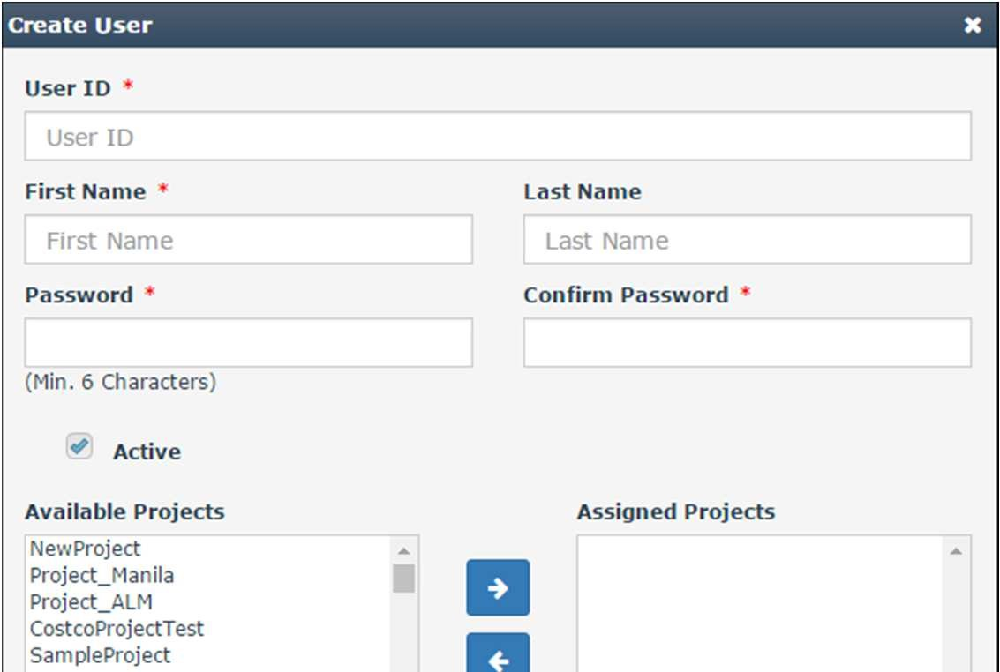 Create User
User ID *
User ID
First Name * Last Name
First Name Last Name
Password * Confirm Password *
(Min. 6 Characters)
Active
Available Projects Assigned Projects
NewProject
Project_Manila
Project_ALM
CostcoProjectTest
SampleProject